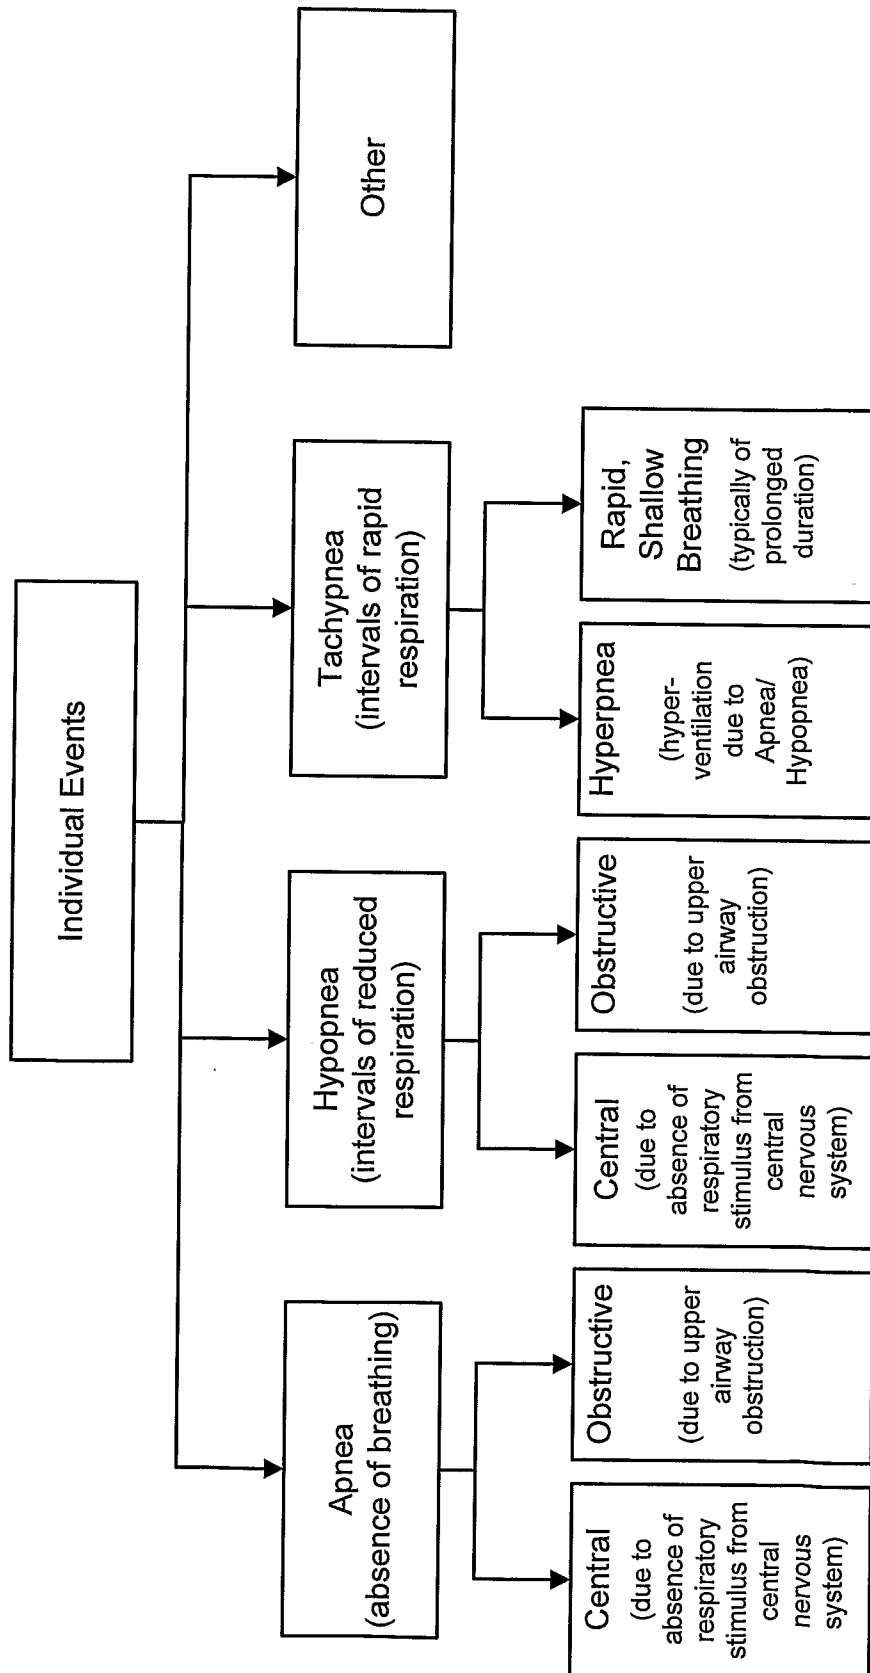 Individual Events
Apnea
(absence of breathing)
Hypopnea
(intervals of reduced
respiration)
Tachypnea
(intervals of rapid
respiration)
Other
Central
(due to
absence of
respiratory
stimulus from
central
nervous
system)
Obstructive
(due to upper
airway
obstruction)
Central
(due to
absence of
respiratory
stimulus from
central
nervous
system)
Obstructive
(due to upper
airway
obstruction)
Hyperpnea
(hyper-
ventilation
due to
Apnea/
Hypopnea)
Rapid,
Shallow
Breathing
(typically of
prolonged
duration)